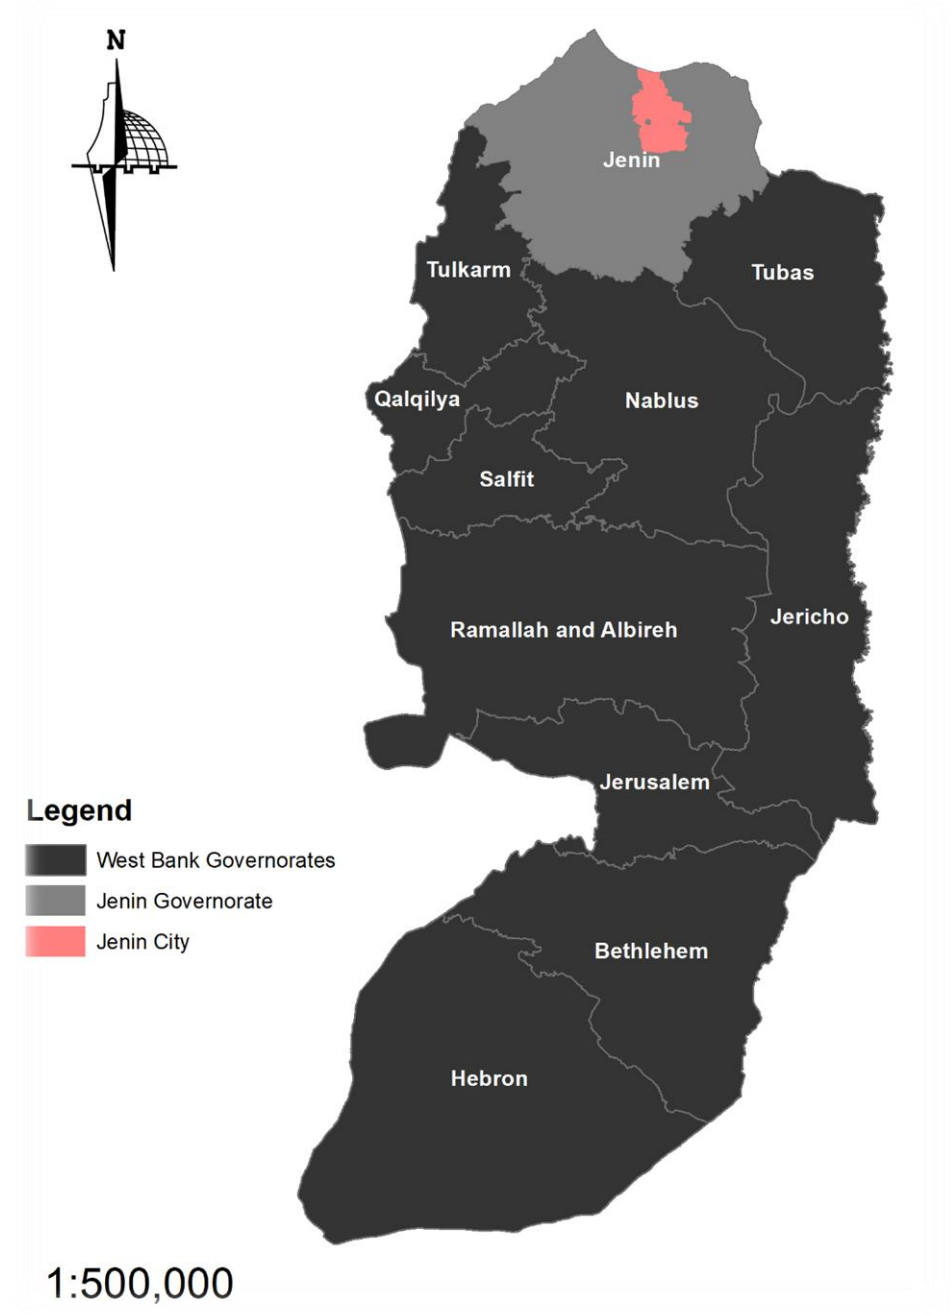 N
Jenin
Tulkarm
Tubas
Qalqilya
Nablus
Salfit
Jericho
Ramallah and Albireh
Jerusalem
Legend
West Bank Governorates
Jenin Governorate
Jenin City
Bethlehem
Hebron
1:500,000